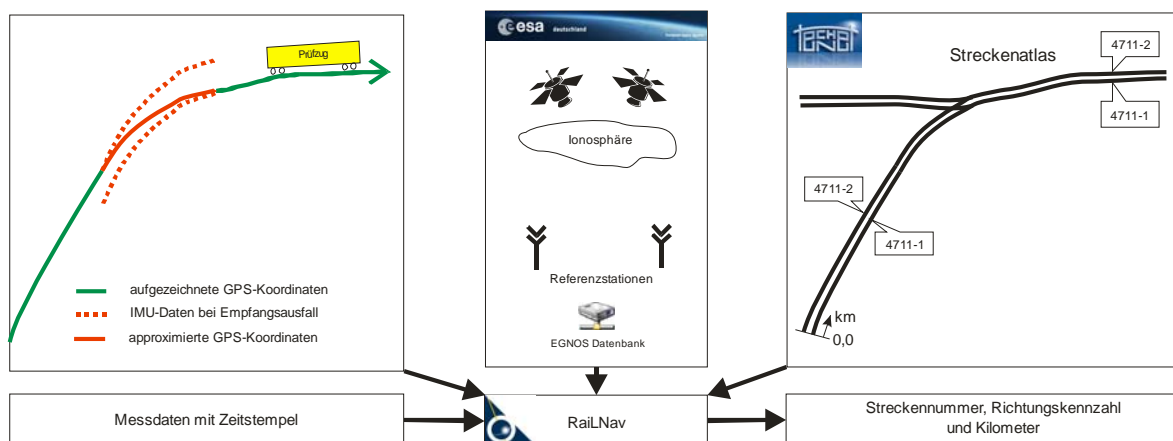 Prüfzug
aufgezeichnete GPS-Koordinaten
IMU-Daten bei Empfangsausfall
approximierte GPS-Koordinaten
esa deutschland
Ionosphäre
Referenzstationen
EGNOS Datenbank
TECHNET
Streckenatlas
4711-2
4711-1
4711-2
4711-1
km
0,0
Messdaten mit Zeitstempel
RaiLNav
Streckennummer, Richtungskennzahl
und Kilometer